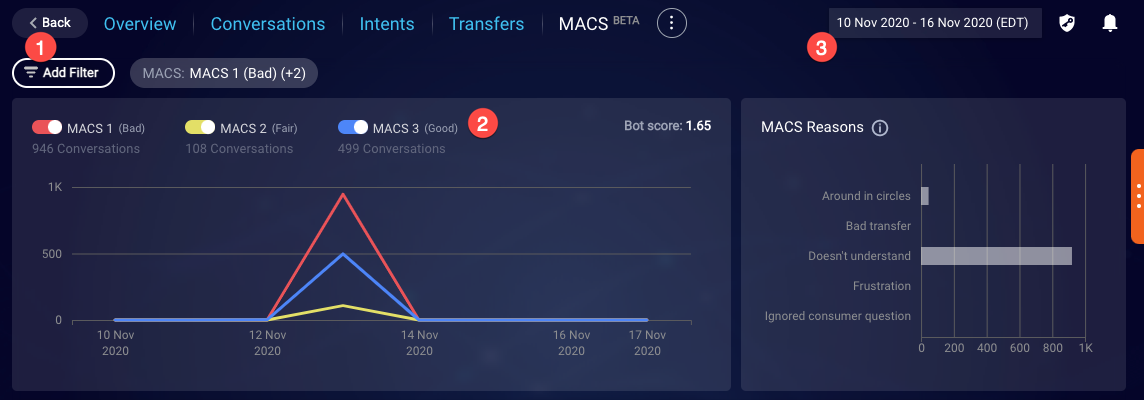 Back
Overview
Conversations
Intents
Transfers
MACS BETA
10 Nov 2020 - 16 Nov 2020 (EDT)
1
3
Add Filter
MACS: MACS 1 (Bad) (+2)
MACS 1 (Bad)
946 Conversations
MACS 2 (Fair)
108 Conversations
MACS 3 (Good)
499 Conversations
2
Bot score: 1.65
1K
500
0
10 Nov
2020
12 Nov
2020
14 Nov
2020
16 Nov
2020
17 Nov
2020
MACS Reasons
Around in circles
Bad transfer
Doesn't understand
Frustration
Ignored consumer question
0 200 400 600 800 1K